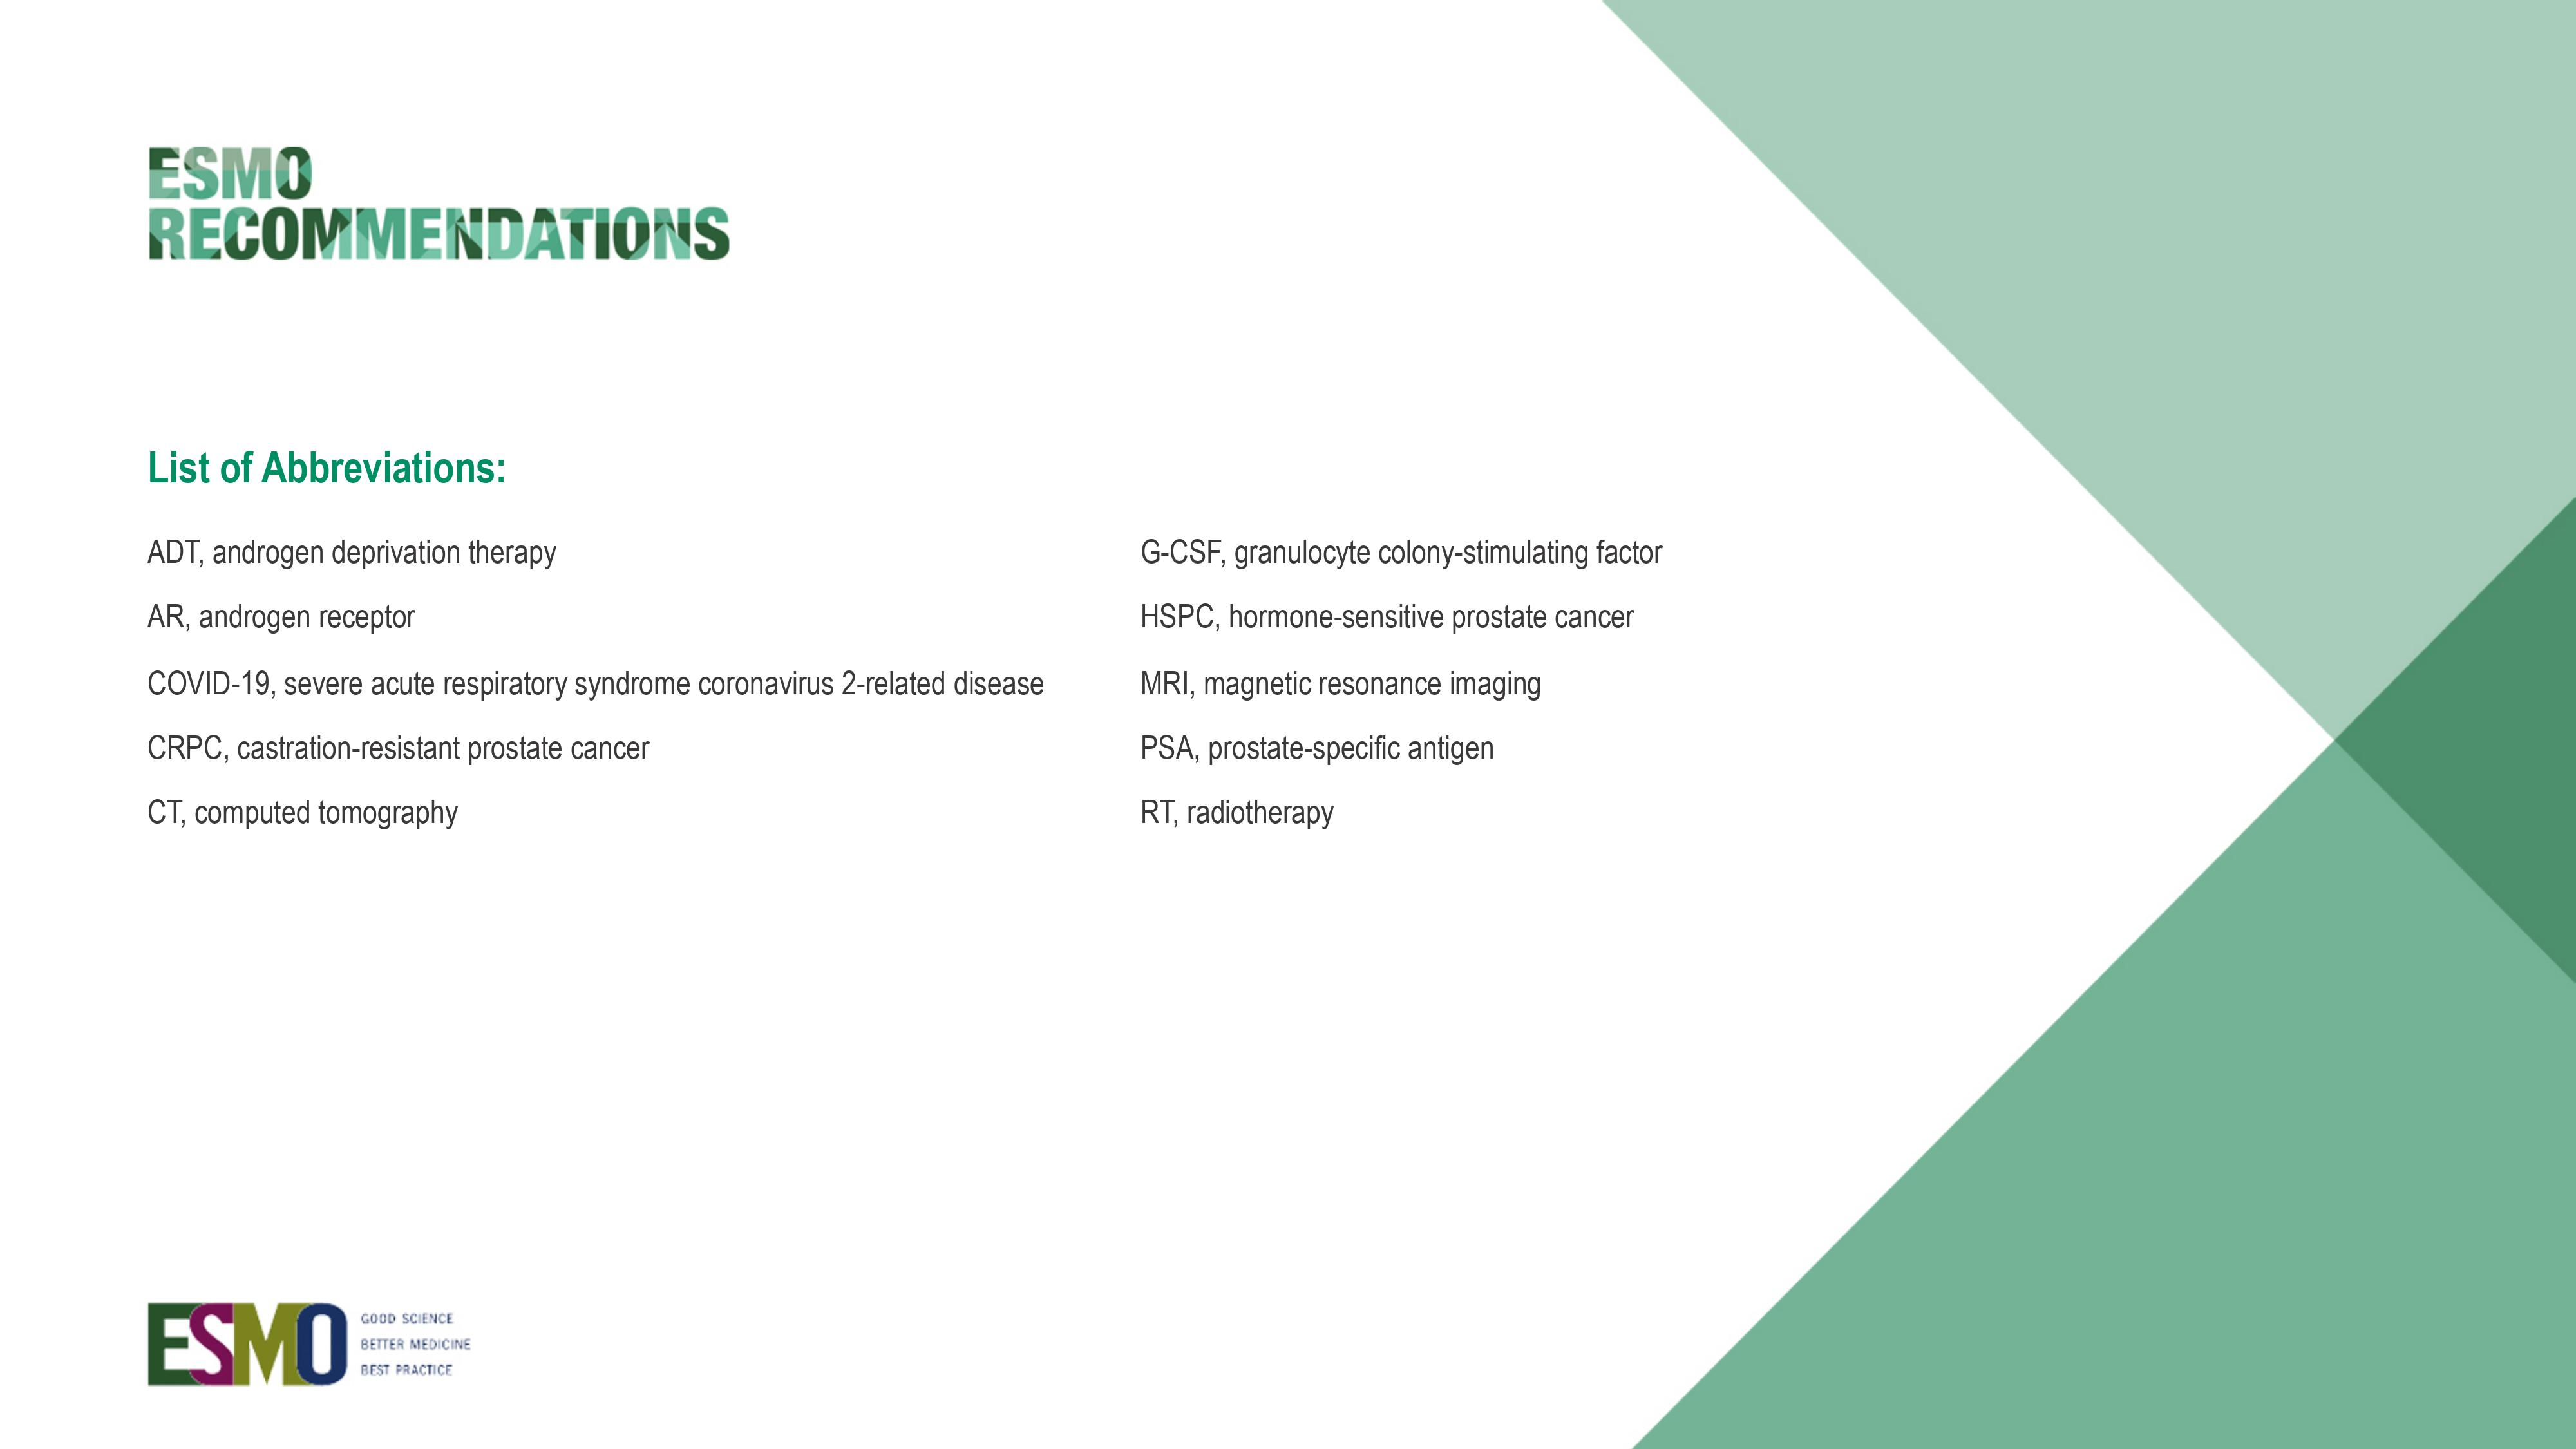 ESMO
RECOMMENDATIONS
List of Abbreviations:
ADT, androgen deprivation therapy
AR, androgen receptor
COVID-19, severe acute respiratory syndrome coronavirus 2-related disease
CRPC, castration-resistant prostate cancer
CT, computed tomography
G-CSF, granulocyte colony-stimulating factor
HSPC, hormone-sensitive prostate cancer
MRI, magnetic resonance imaging
PSA, prostate-specific antigen
RT, radiotherapy
ESMO
GOOD SCIENCE
BETTER MEDICINE
BEST PRACTICE